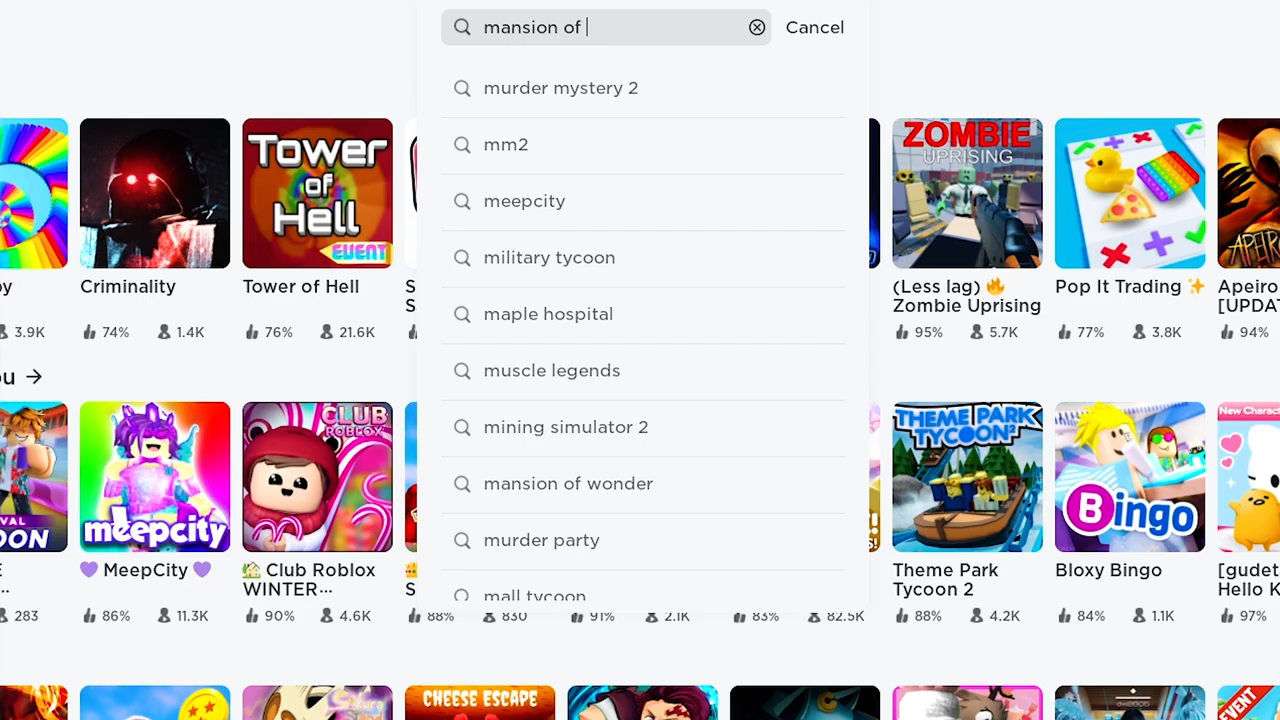 mansion of
Cancel
murder mystery 2
mm2
meepcity
military tycoon
maple hospital
muscle legends
mining simulator 2
mansion of wonder
murder party
mall tycoon
Tower
of
Hell
EVENT
ZOMBIE
UPRISING
Criminality
Tower of Hell
(Less lag) 🔥
Zombie Uprising
Pop It Trading ✨
Apeiro
[UPDA
3.9K
74%
1.4K
76%
21.6K
95%
5.7K
77%
3.8K
94%
ou →
meepcity
CLUB
ROBLOX
THEME PARK
TYCOON2
Bingo
New Charact
💜 MeepCity 💜
🏡 Club Roblox
WINTER...
Theme Park
Tycoon 2
Bloxy Bingo
[gudet
Hello K
283
86%
11.3K
90%
4.6K
88%
830
91%
2.1K
83%
82.5K
88%
4.2K
84%
1.1K
97%
CHEESE ESCAPE
EVENT